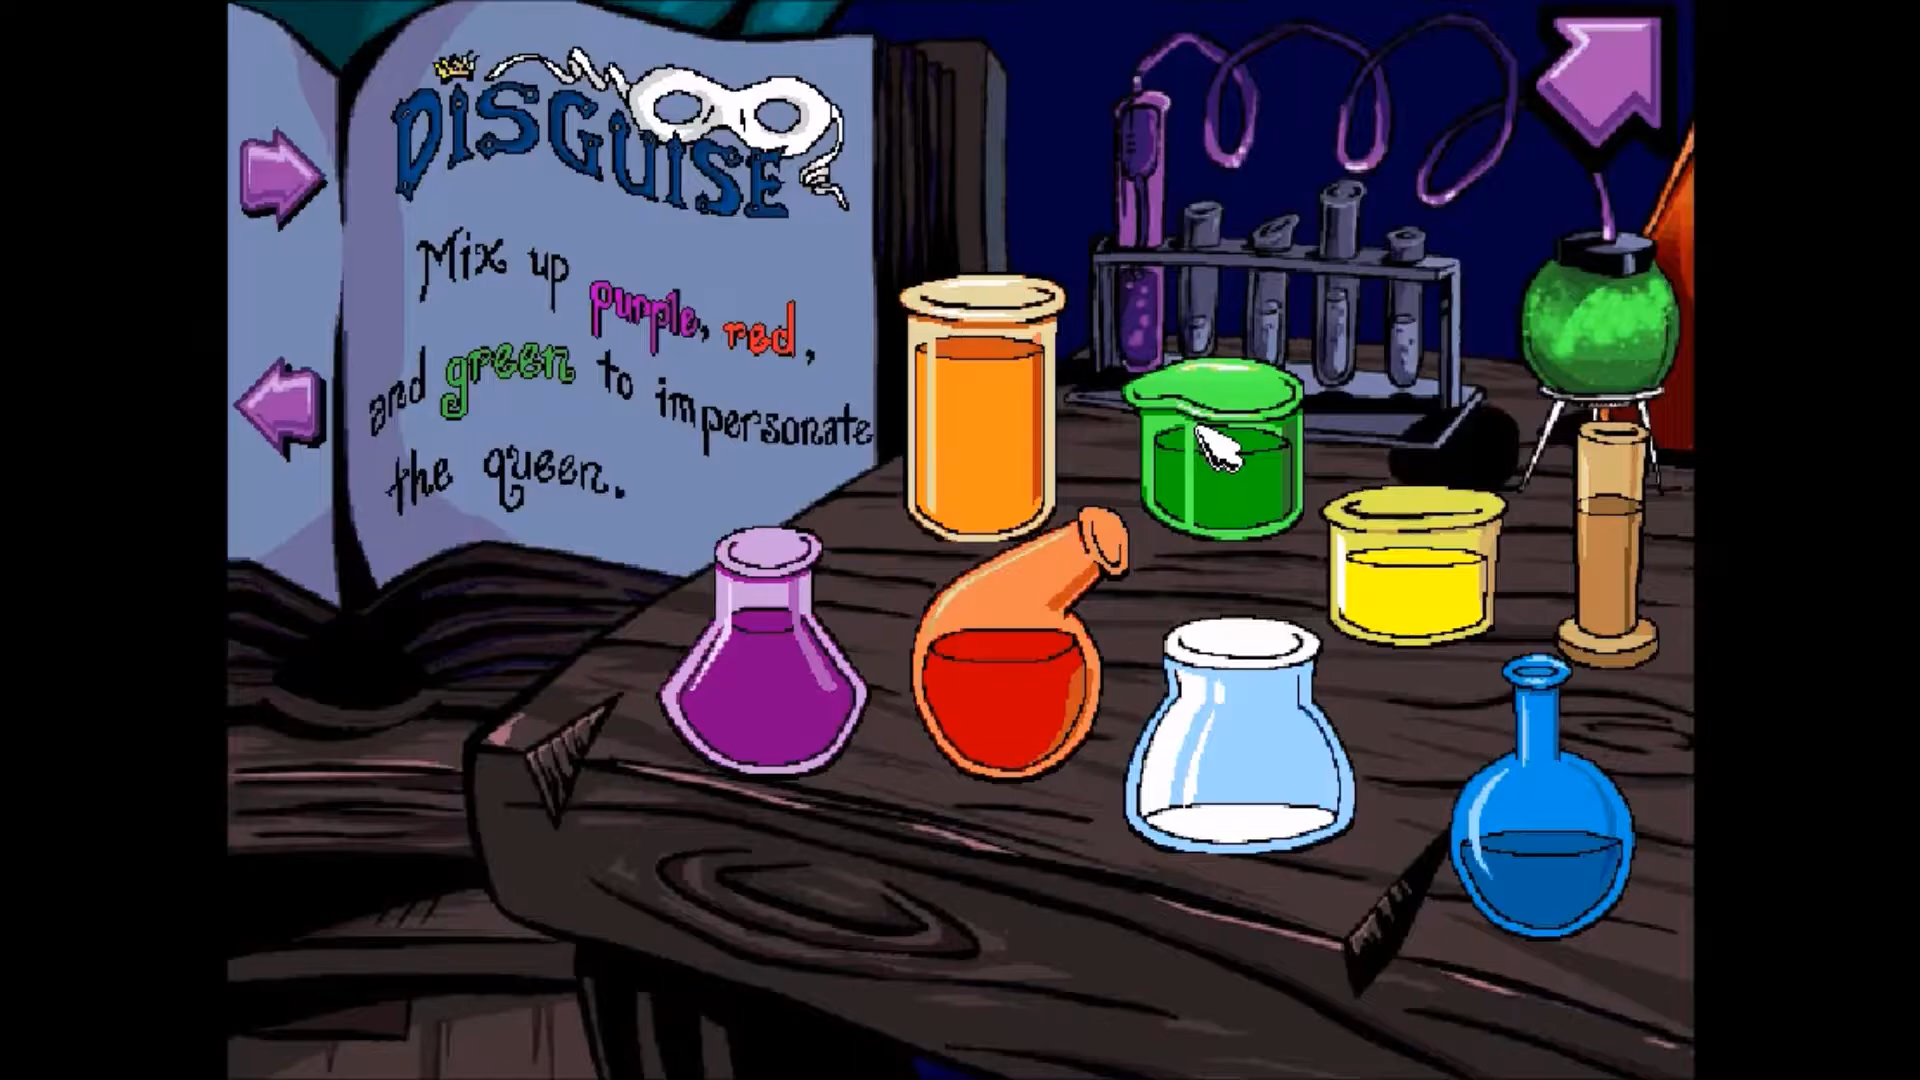 DiSGUiSE
Mix up purple, red,
and green to impersonate
the queen.